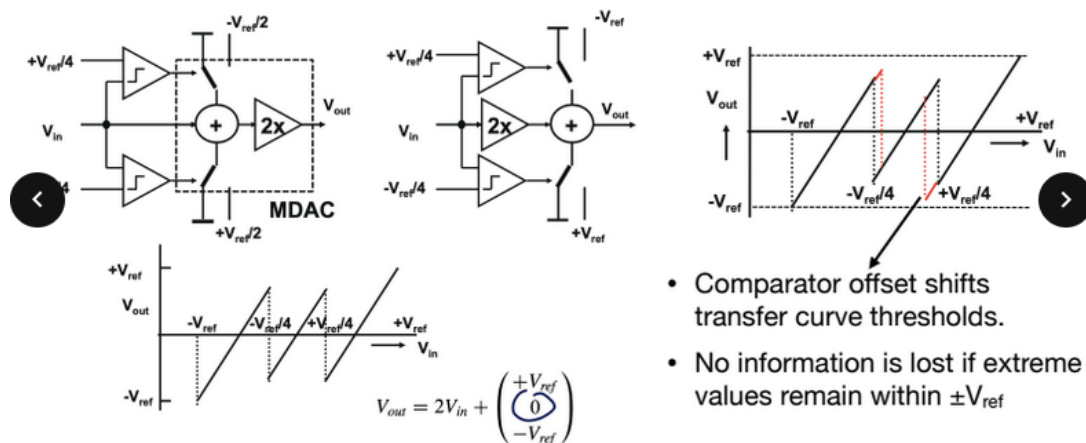 -Vref/2
+Vref/4
Vin
2x
Vout
MDAC
+Vref/2
-Vref
+Vref/4
Vin
2x
Vout
-Vref/4
+Vref
+Vref
Vout
-Vref
+Vref
Vin
-Vref/4
+Vref/4
-Vref
+Vref
Vout
-Vref
-Vref/4
+Vref/4
+Vref
Vin
-Vref
Vout = 2Vin + ( +Vref
0
-Vref )
• Comparator offset shifts
transfer curve thresholds.
• No information is lost if extreme
values remain within ±Vref